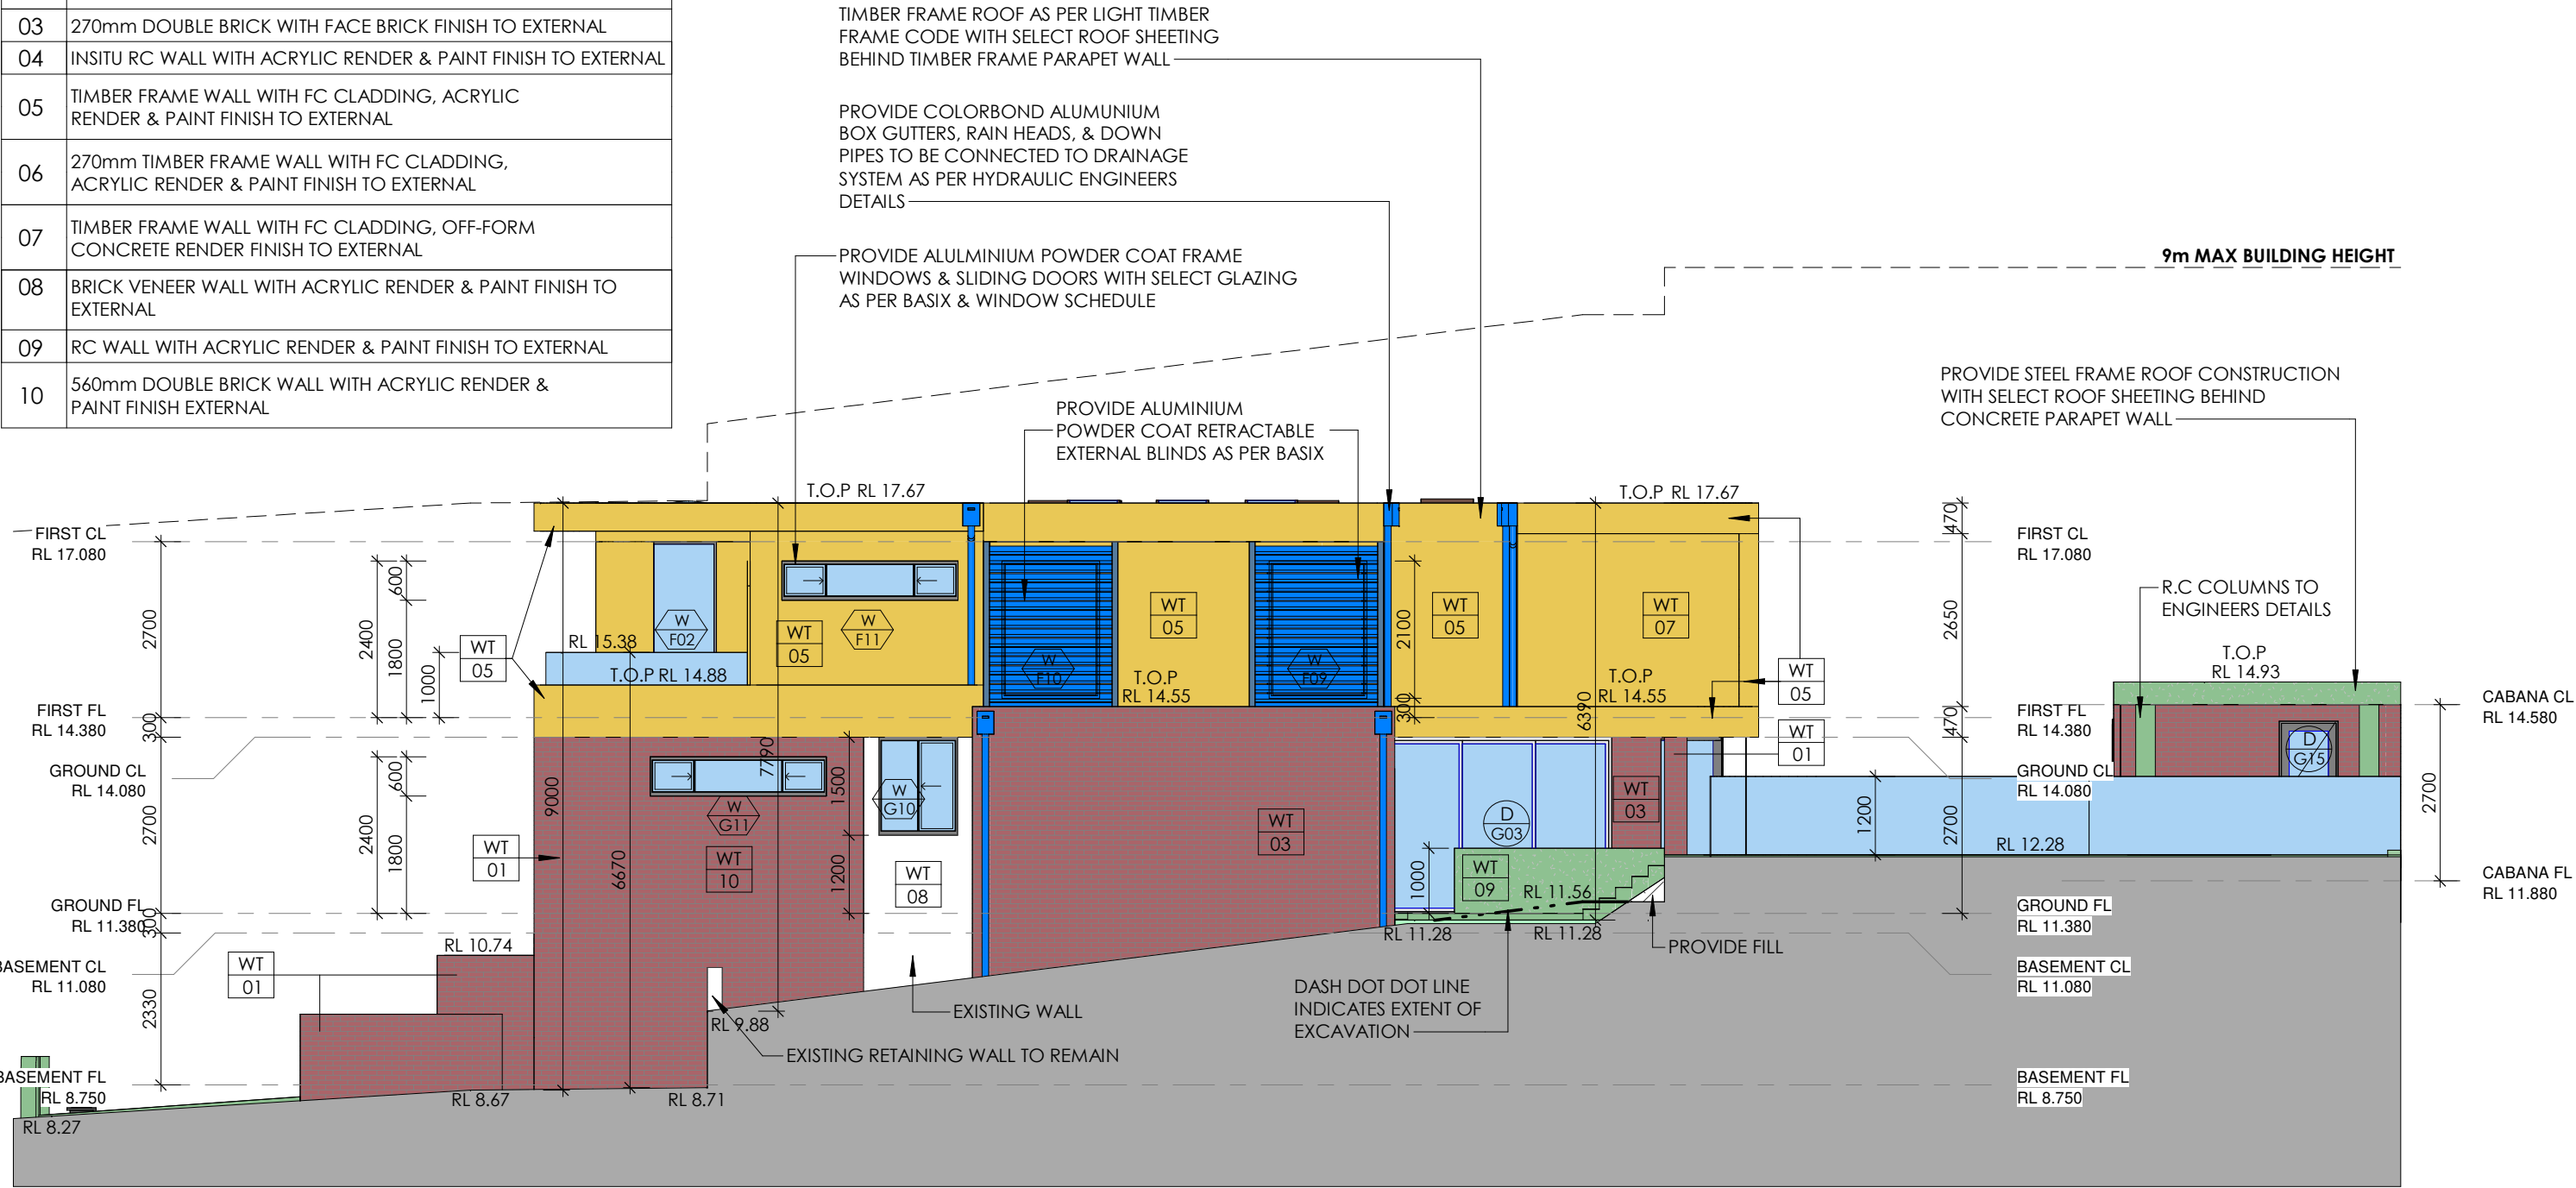 03 270mm DOUBLE BRICK WITH FACE BRICK FINISH TO EXTERNAL
04 INSITU RC WALL WITH ACRYLIC RENDER & PAINT FINISH TO EXTERNAL
05 TIMBER FRAME WALL WITH FC CLADDING, ACRYLIC
RENDER & PAINT FINISH TO EXTERNAL
06 270mm TIMBER FRAME WALL WITH FC CLADDING,
ACRYLIC RENDER & PAINT FINISH TO EXTERNAL
07 TIMBER FRAME WALL WITH FC CLADDING, OFF-FORM
CONCRETE RENDER FINISH TO EXTERNAL
08 BRICK VENEER WALL WITH ACRYLIC RENDER & PAINT FINISH TO
EXTERNAL
09 RC WALL WITH ACRYLIC RENDER & PAINT FINISH TO EXTERNAL
10 560mm DOUBLE BRICK WALL WITH ACRYLIC RENDER &
PAINT FINISH EXTERNAL
TIMBER FRAME ROOF AS PER LIGHT TIMBER
FRAME CODE WITH SELECT ROOF SHEETING
BEHIND TIMBER FRAME PARAPET WALL
PROVIDE COLORBOND ALUMUNIUM
BOX GUTTERS, RAIN HEADS, & DOWN
PIPES TO BE CONNECTED TO DRAINAGE
SYSTEM AS PER HYDRAULIC ENGINEERS
DETAILS
PROVIDE ALULMINIUM POWDER COAT FRAME
WINDOWS & SLIDING DOORS WITH SELECT GLAZING
AS PER BASIX & WINDOW SCHEDULE
9m MAX BUILDING HEIGHT
PROVIDE ALUMINIUM
POWDER COAT RETRACTABLE
EXTERNAL BLINDS AS PER BASIX
PROVIDE STEEL FRAME ROOF CONSTRUCTION
WITH SELECT ROOF SHEETING BEHIND
CONCRETE PARAPET WALL
R.C COLUMNS TO
ENGINEERS DETAILS
T.O.P
RL 14.93
FIRST CL
RL 17.080
FIRST FL
RL 14.380
GROUND CL
RL 14.080
GROUND FL
RL 11.380
BASEMENT CL
RL 11.080
BASEMENT FL
RL 8.750
RL 8.27
2700
300
2700
300
2330
2400
600
1800
1000
2400
600
1800
WT
05
WT
01
WT
01
RL 10.74
RL 8.67
RL 8.71
RL 9.88
9000
6670
7790
1500
1200
T.O.P RL 17.67
RL 15.38
T.O.P RL 14.88
W
F02
W
F11
WT
05
W
G11
WT
10
W
G10
WT
08
W
F10
WT
05
T.O.P
RL 14.55
W
F09
WT
03
2100
300
WT
05
6390
T.O.P RL 17.67
WT
07
T.O.P
RL 14.55
D
G03
WT
09
1000
RL 11.56
RL 11.28
RL 11.28
WT
03
WT
05
WT
01
1200
RL 12.28
470
2650
470
2700
EXISTING WALL
EXISTING RETAINING WALL TO REMAIN
DASH DOT DOT LINE
INDICATES EXTENT OF
EXCAVATION
PROVIDE FILL
FIRST CL
RL 17.080
FIRST FL
RL 14.380
GROUND CL
RL 14.080
GROUND FL
RL 11.380
BASEMENT CL
RL 11.080
BASEMENT FL
RL 8.750
D
G15
2700
CABANA CL
RL 14.580
CABANA FL
RL 11.880